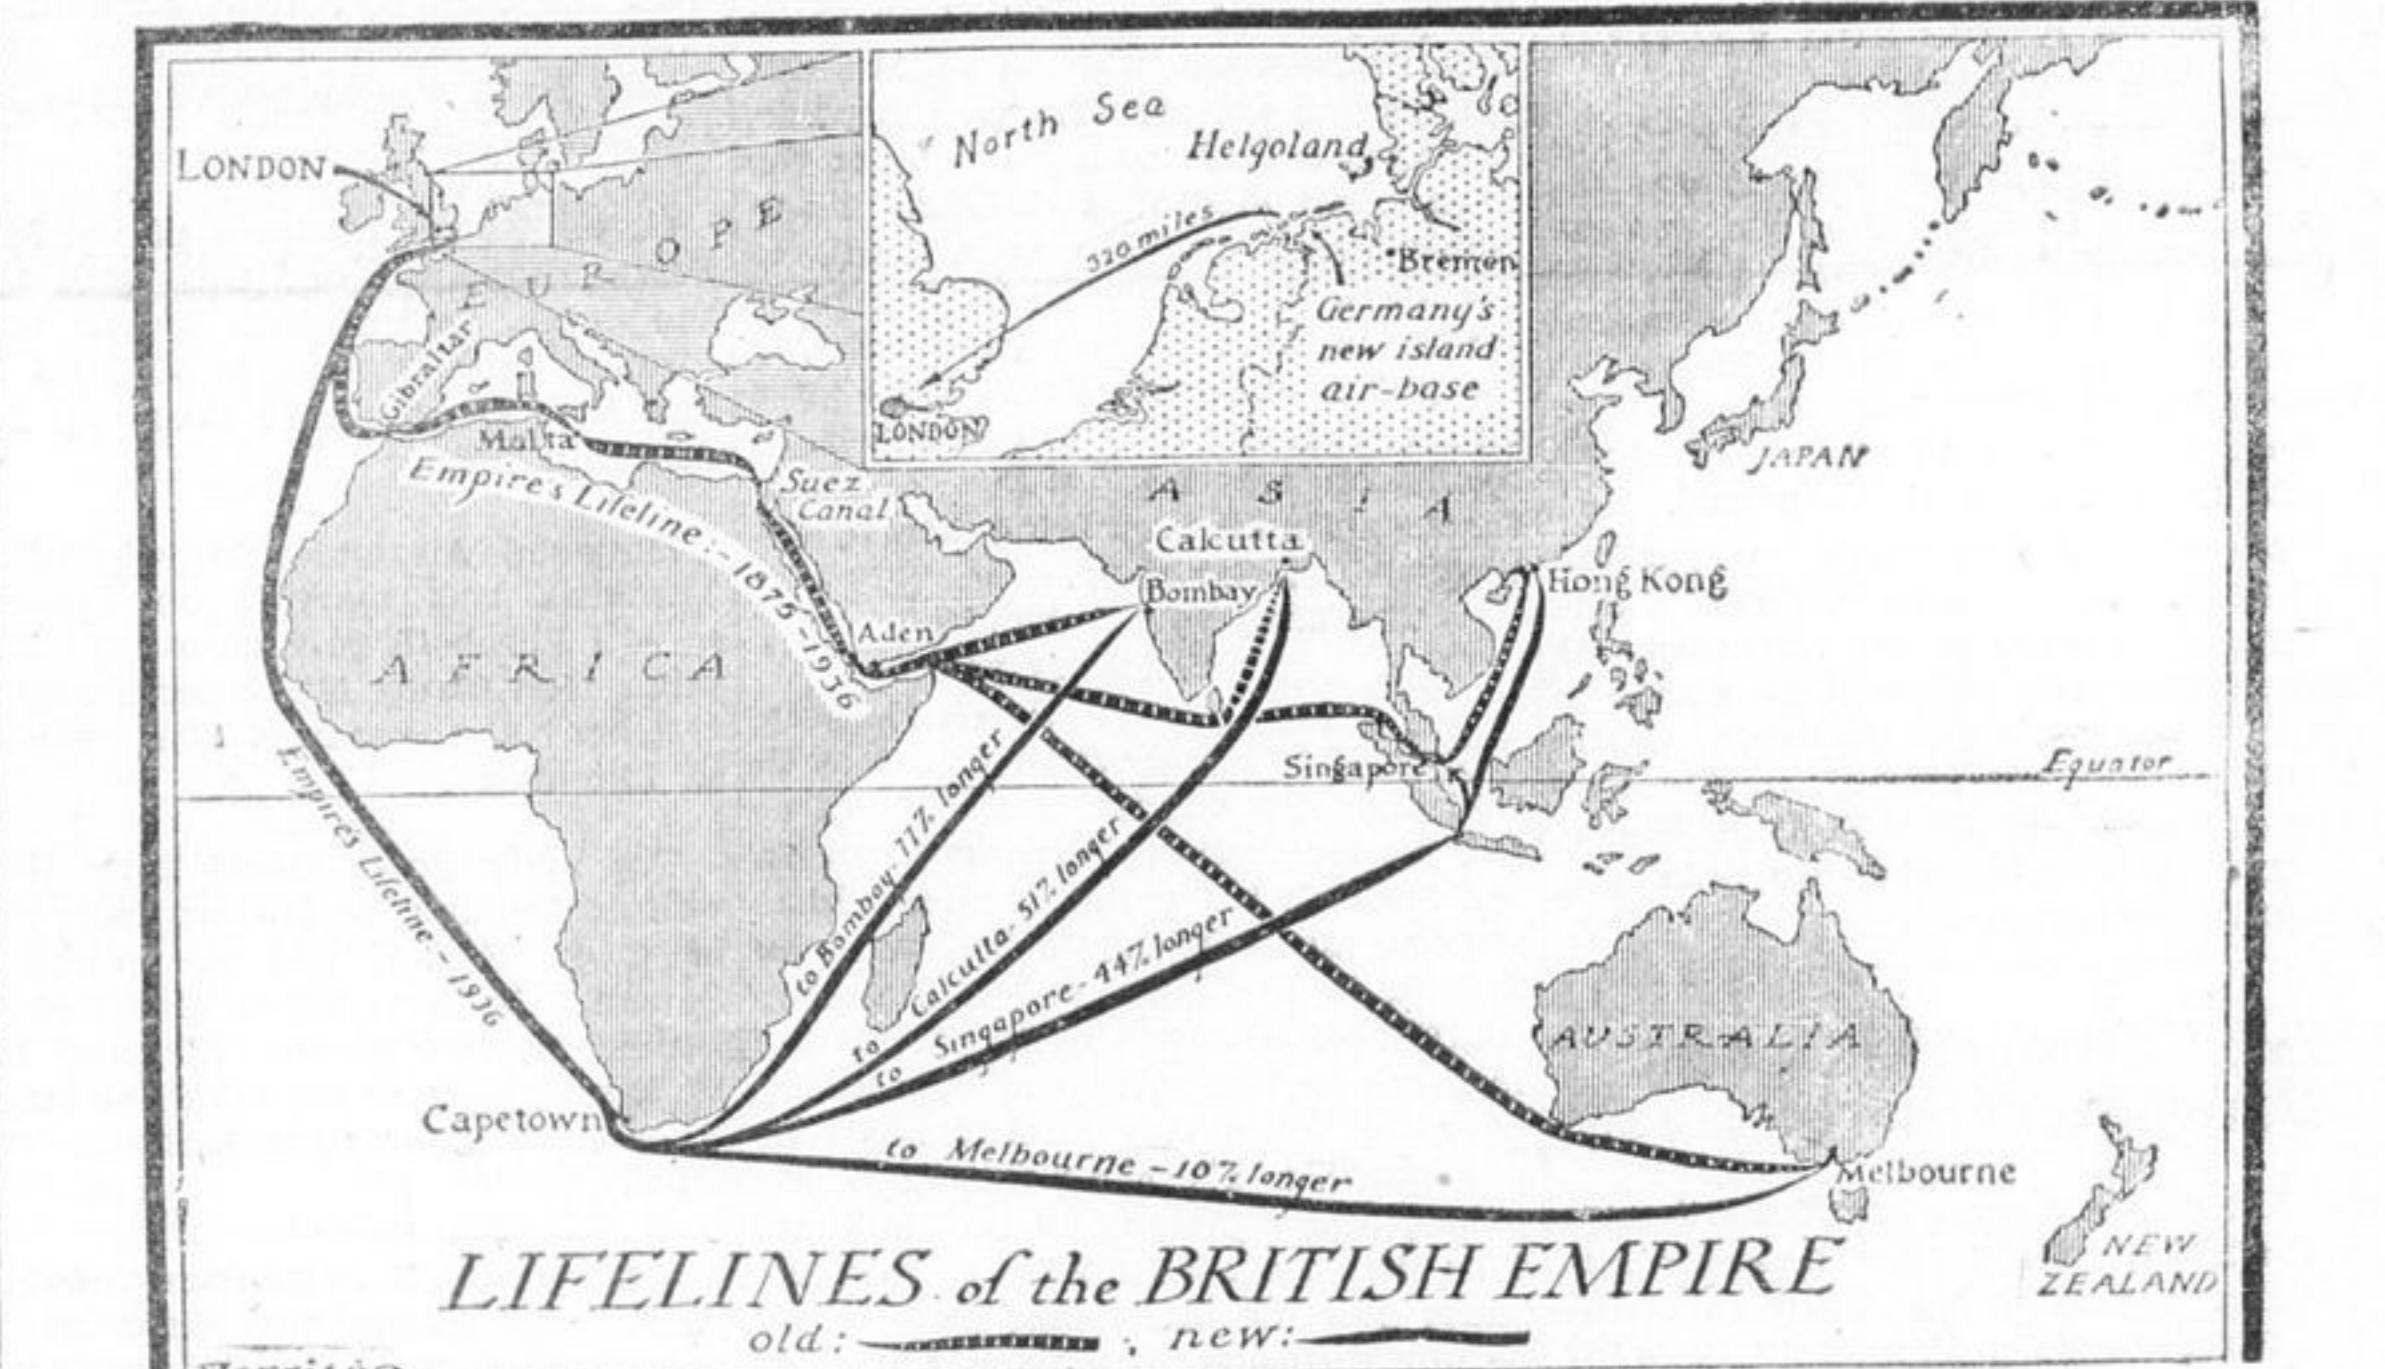 LONDON
EUROPE
North Sea
Helgoland
320 miles
Bremen
Germany's
new island
air-base
LONDON
Gibraltar
Malta
Suez
Canal
Empire's Lifeline:- 1875-1936
ASIA
JAPAN
Calcutta
Bombay
Hong Kong
Aden
AFRICA
Singapore
Equator
Empire's Lifeline - 1936
to Bombay- 71% longer
to Calcutta- 51% longer
to Singapore- 44% longer
AUSTRALIA
Capetown
to Melbourne - 10% longer
Melbourne
NEW
ZEALAND
LIFELINES of the BRITISH EMPIRE
old: ; new: